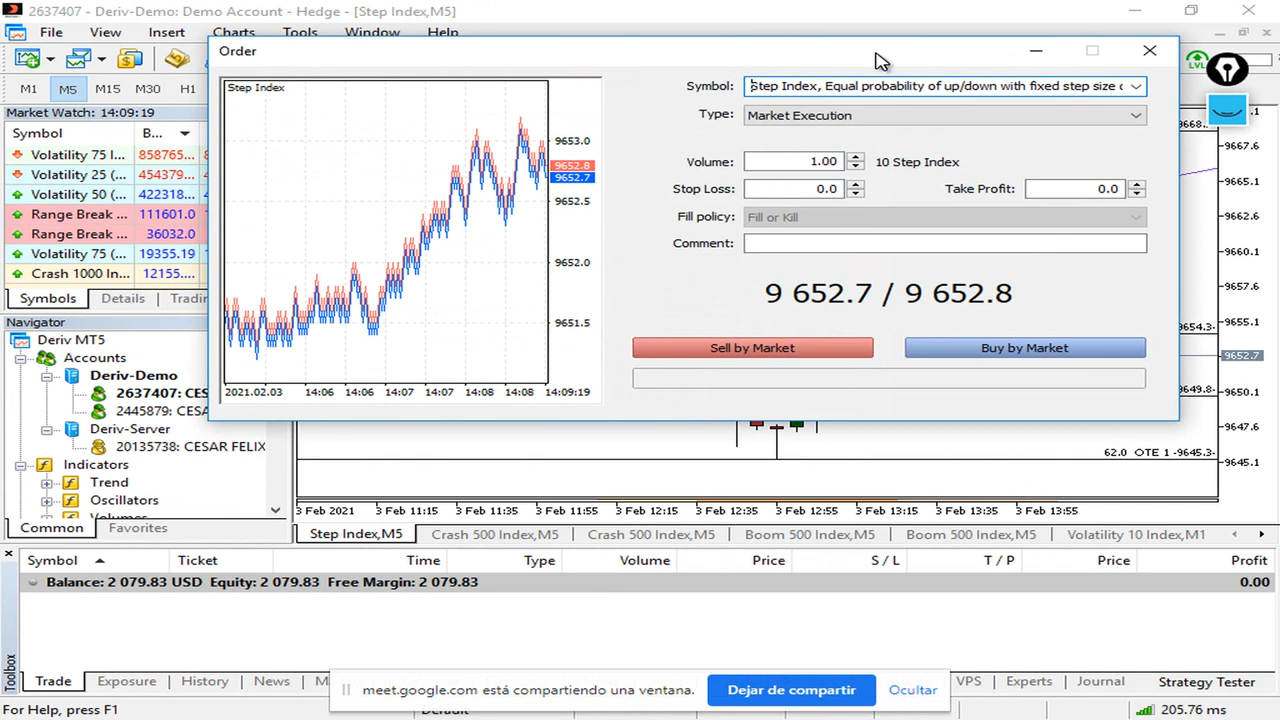 2637407 - Deriv-Demo: Demo Account - Hedge - [Step Index,M5]
File View Insert Charts Tools Window Help
LVL
M1 M5 M15 M30 H1
Order
Market Watch: 14:09:19
Symbol B...
Volatility 75 I... 858765...
Volatility 25 (... 454379...
Volatility 50 (... 422318...
Range Break ... 111601.0
Range Break ... 36032.0
Volatility 75 (... 19355.19
Crash 1000 In... 12155....
Symbols Details
Navigator
Deriv MT5
Accounts
Deriv-Demo
2637407: CES
2445879: CESA
Deriv-Server
20135738: CESAR FELIX
Indicators
Trend
Oscillators
Volumes
Common Favorites
Step Index
9653.0
9652.8
9652.7
9652.5
9652.0
9651.5
2021.02.03 14:06 14:06 14:07 14:07 14:08 14:08 14:09:19
Symbol: Step Index, Equal probability of up/down with fixed step size
Type: Market Execution
Volume: 1.00 10 Step Index
Stop Loss: 0.0 Take Profit: 0.0
Fill policy: Fill or Kill
Comment:
9 652.7 / 9 652.8
Sell by Market Buy by Market
9667.6
9665.1
9662.6
9660.1
9657.6
9655.1
9652.7
9650.1
9647.6
9645.1
62.0 OTE 1 -9645.3-
3 Feb 2021 3 Feb 11:15 3 Feb 11:35 3 Feb 11:55 3 Feb 12:15 3 Feb 12:35 3 Feb 12:55 3 Feb 13:15 3 Feb 13:35 3 Feb 13:55
Step Index,M5 Crash 500 Index,M5 Crash 500 Index,M5 Boom 500 Index,M5 Boom 500 Index,M5 Volatility 10 Index,M1
Symbol Ticket Time Type Volume Price S / L T / P Price Profit
Balance: 2 079.83 USD Equity: 2 079.83 Free Margin: 2 079.83 0.00
Toolbox
Trade Exposure History News VPS Experts Journal Strategy Tester
meet.google.com está compartiendo una ventana. Dejar de compartir Ocultar
For Help, press F1 Default 205.76 ms